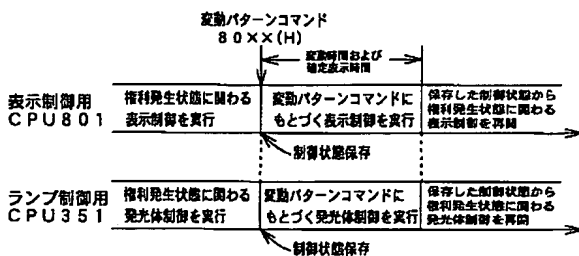 変動パターンコマンド
80××(H)
変動時間および
確定表示時間
表示制御用
CPU801
権利発生状態に関わる
表示制御を実行
変動パターンコマンドに
もとづく表示制御を実行
保存した制御状態から
権利発生状態に関わる
表示制御を再開
制御状態保存
ランプ制御用
CPU351
権利発生状態に関わる
発光体制御を実行
変動パターンコマンドに
もとづく発光体制御を実行
保存した制御状態から
権利発生状態に関わる
発光体制御を再開
制御状態保存